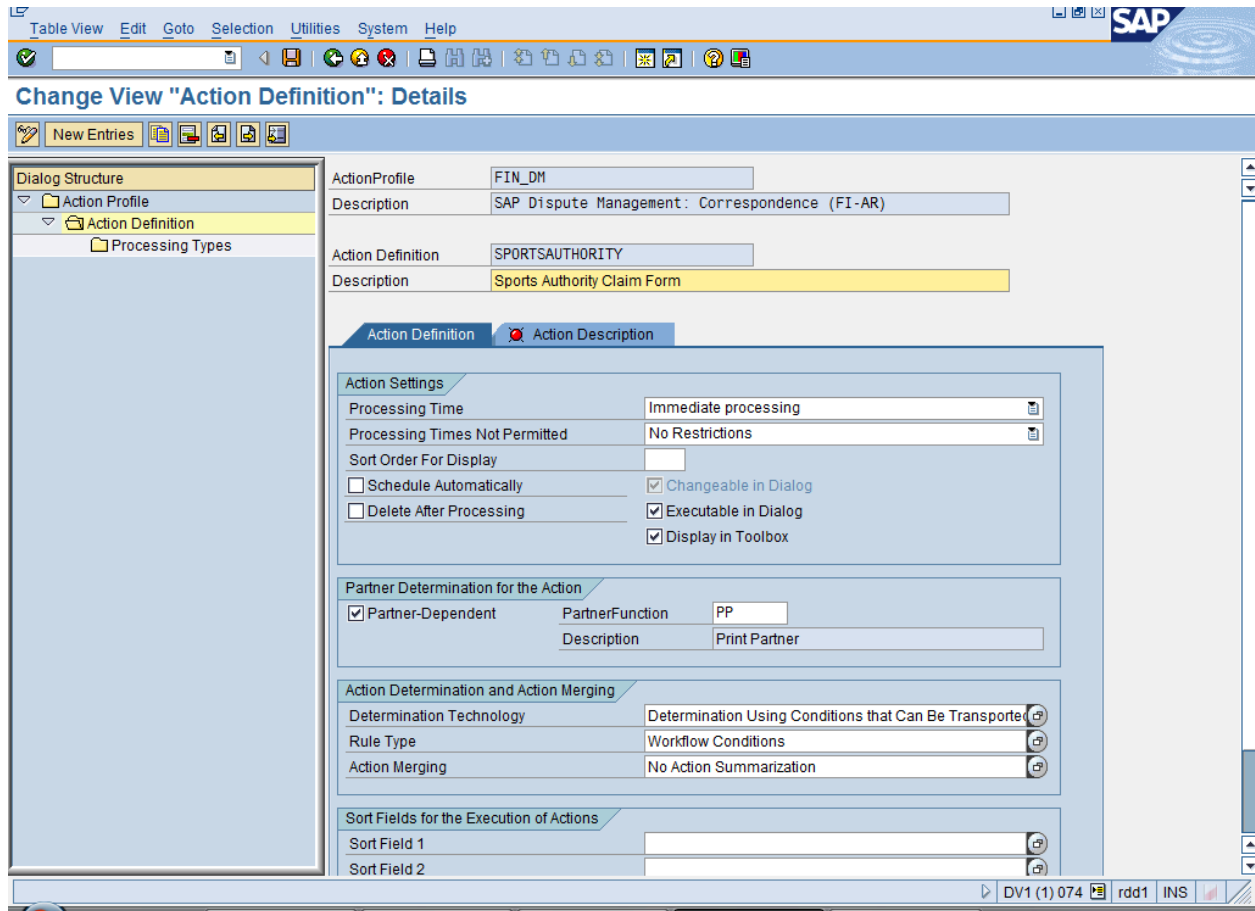 Table View Edit Goto Selection Utilities System Help
SAP
Change View "Action Definition": Details
New Entries
Dialog Structure
Action Profile
Action Definition
Processing Types
ActionProfile FIN_DM
Description SAP Dispute Management: Correspondence (FI-AR)
Action Definition SPORTSAUTHORITY
Description Sports Authority Claim Form
Action Definition Action Description
Action Settings
Processing Time Immediate processing
Processing Times Not Permitted No Restrictions
Sort Order For Display
Schedule Automatically Changeable in Dialog
Delete After Processing Executable in Dialog
Display in Toolbox
Partner Determination for the Action
Partner-Dependent PartnerFunction PP
Description Print Partner
Action Determination and Action Merging
Determination Technology Determination Using Conditions that Can Be Transported
Rule Type Workflow Conditions
Action Merging No Action Summarization
Sort Fields for the Execution of Actions
Sort Field 1
Sort Field 2
DV1 (1) 074 rdd1 INS